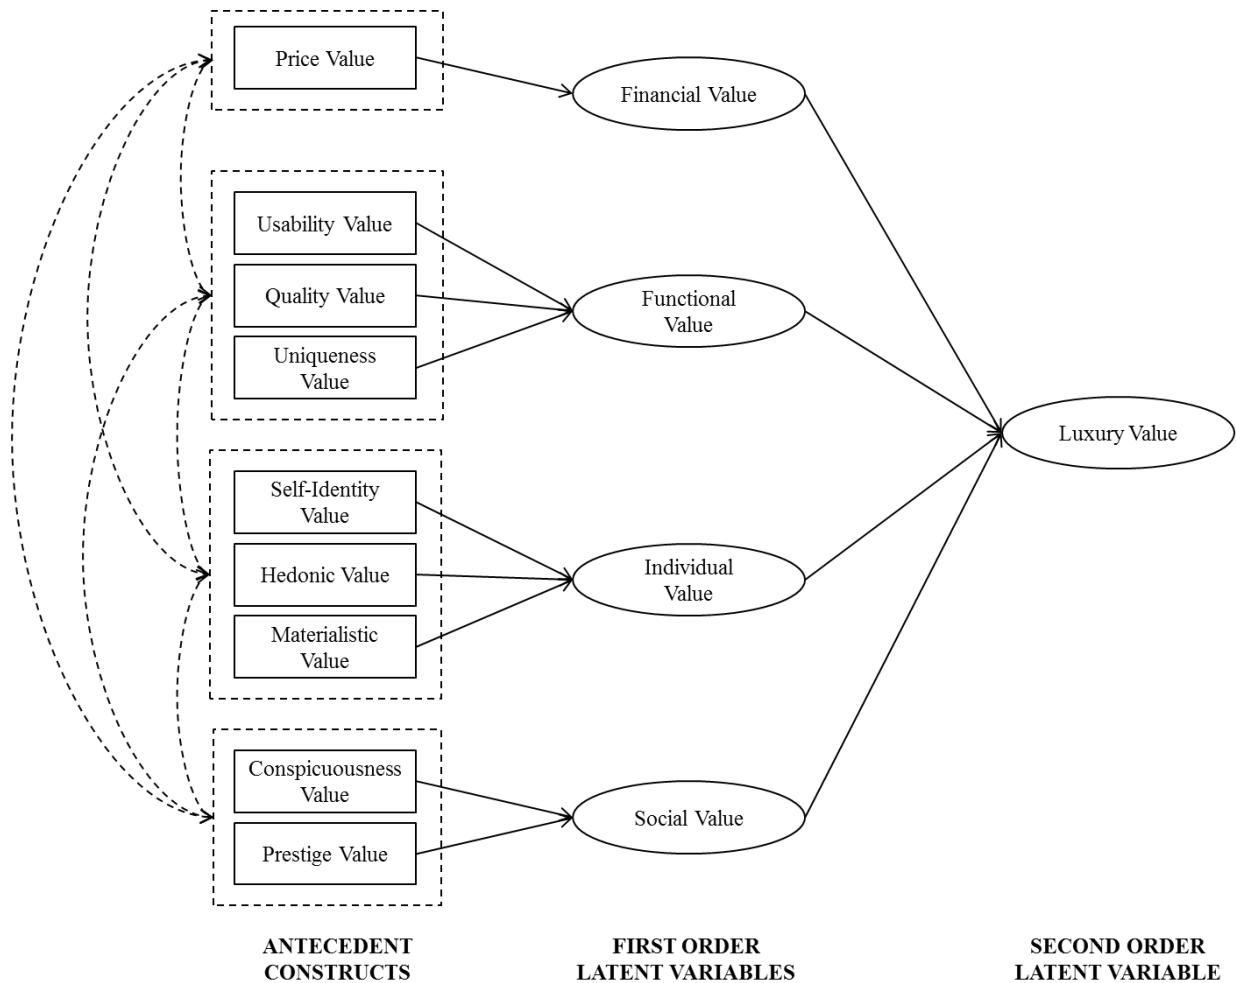 Price Value
Financial Value
Usability Value
Quality Value
Uniqueness
Value
Functional
Value
Luxury Value
Self-Identity
Value
Hedonic Value
Materialistic
Value
Individual
Value
Conspicuousness
Value
Prestige Value
Social Value
ANTECEDENT
CONSTRUCTS
FIRST ORDER
LATENT VARIABLES
SECOND ORDER
LATENT VARIABLE